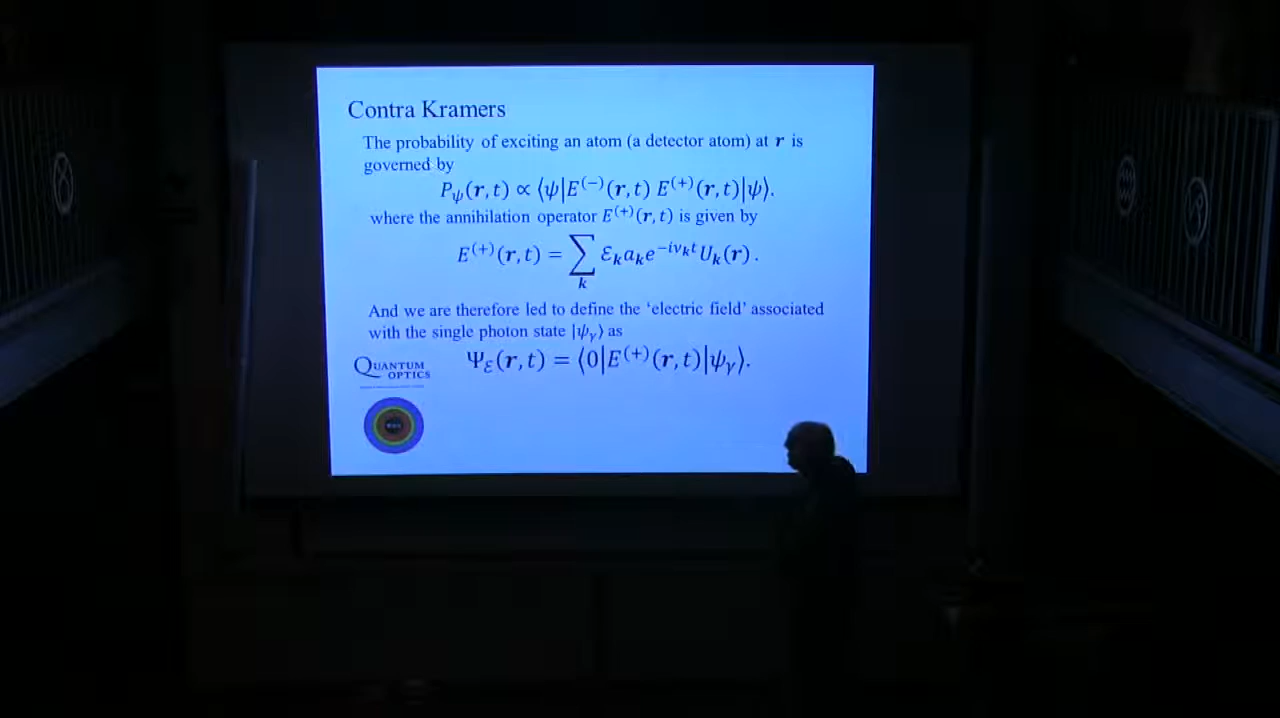 Contra Kramers
The probability of exciting an atom (a detector atom) at r is
governed by
P_ψ(r, t) ∝ ⟨ψ|E^(−)(r, t) E^(+)(r, t)|ψ⟩.
where the annihilation operator E^(+)(r, t) is given by
E^(+)(r, t) = ∑_k ℰ_k a_k e^{−iν_k t} U_k(r).
And we are therefore led to define the ‘electric field’ associated
with the single photon state |ψ_γ⟩ as
Ψ_ℰ(r, t) = ⟨0|E^(+)(r, t)|ψ_γ⟩.
QUANTUM
OPTICS